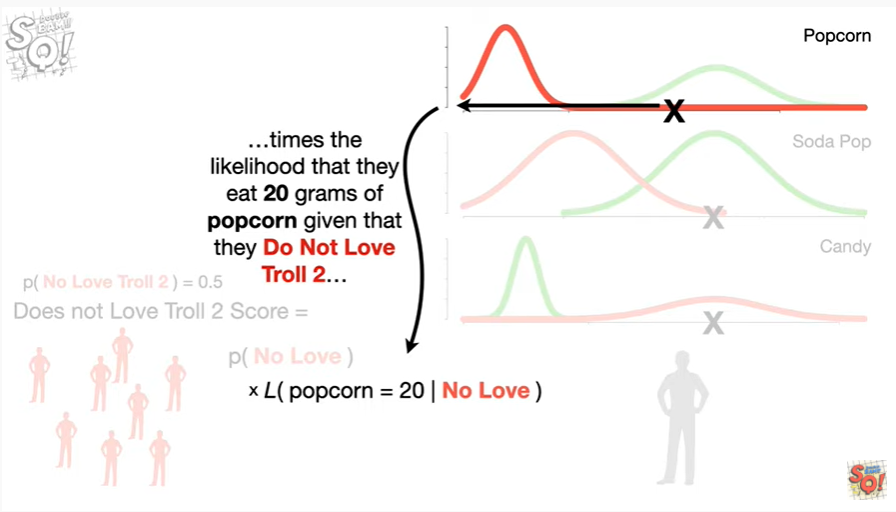 Popcorn
…times the
likelihood that they
eat 20 grams of
popcorn given that
they Do Not Love
Troll 2…
Soda Pop
Candy
p( No Love Troll 2 ) = 0.5
Does not Love Troll 2 Score =
p( No Love )
x L( popcorn = 20 | No Love )
X
X
X
SQ!
SQ!